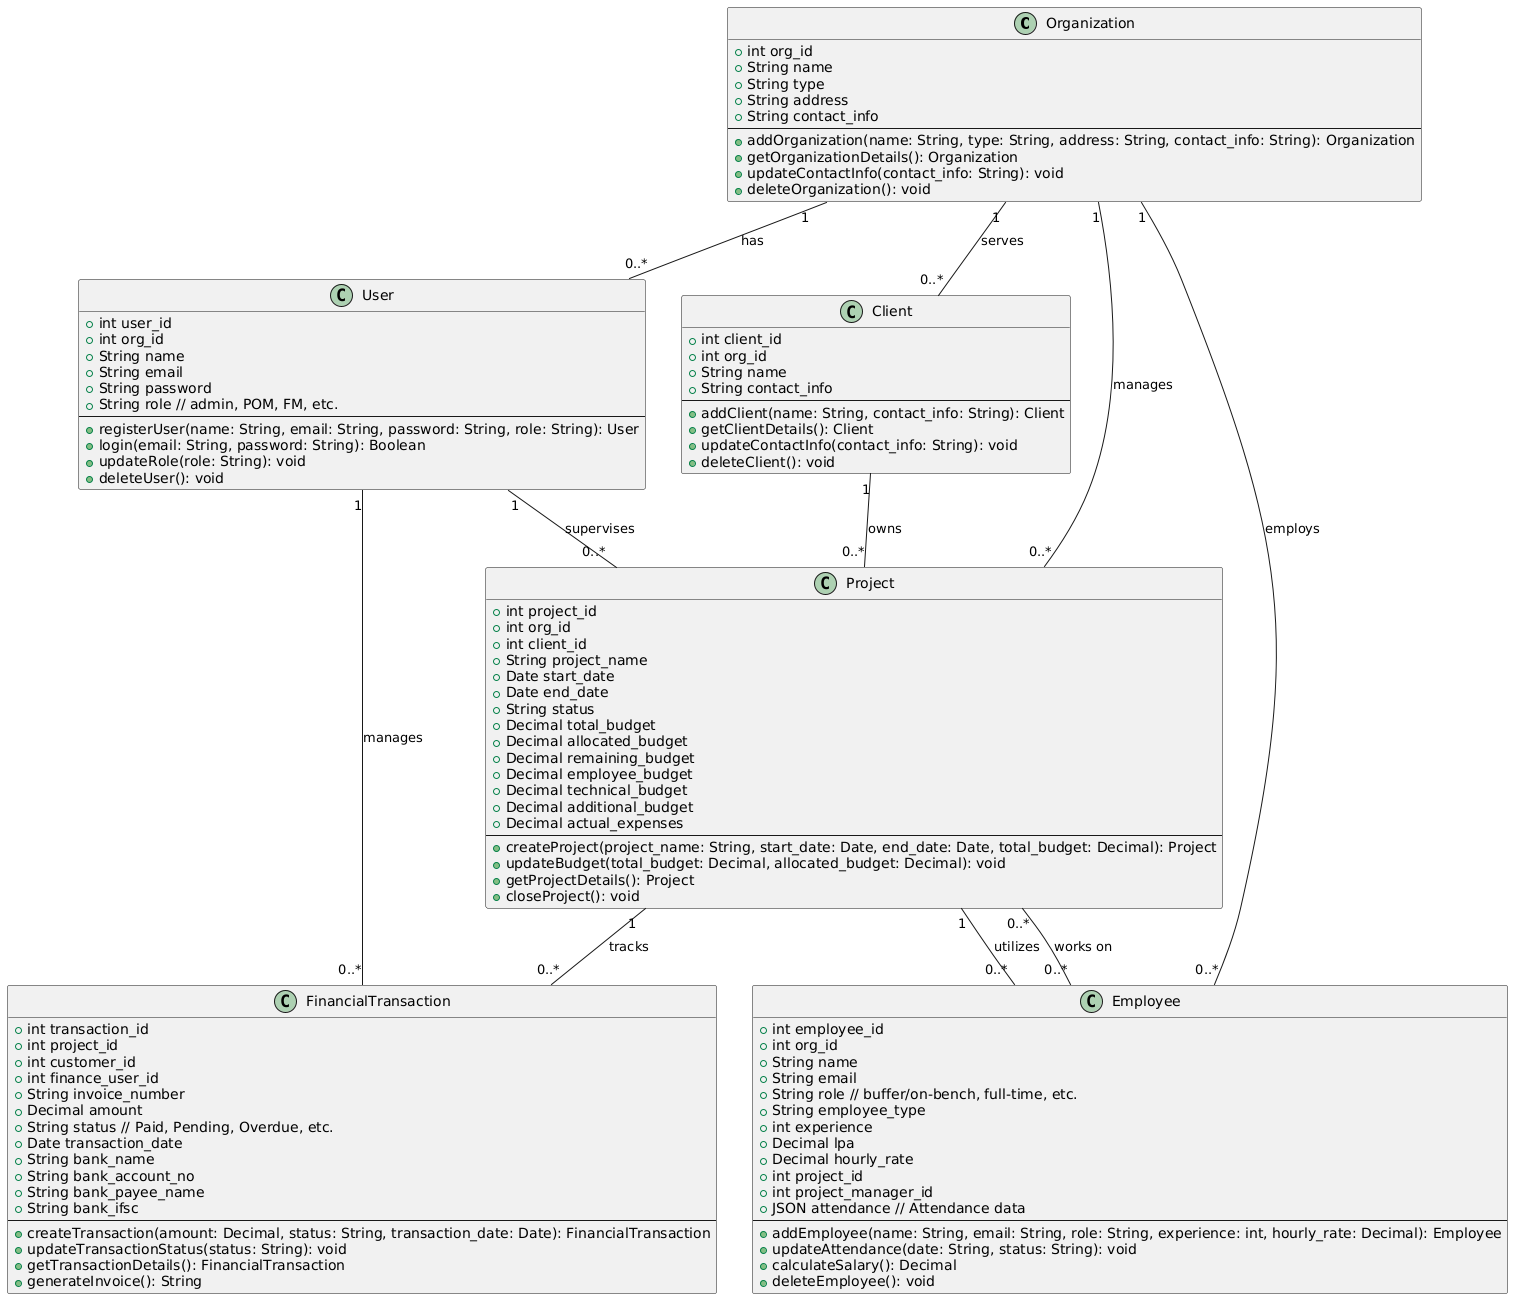 C Organization
int org_id
String name
String type
String address
String contact_info
addOrganization(name: String, type: String, address: String, contact_info: String): Organization
getOrganizationDetails(): Organization
updateContactInfo(contact_info: String): void
deleteOrganization(): void
1
1
1
1
has
serves
0..*
0..*
C User
int user_id
int org_id
String name
String email
String password
String role // admin, POM, FM, etc.
registerUser(name: String, email: String, password: String, role: String): User
login(email: String, password: String): Boolean
updateRole(role: String): void
deleteUser(): void
C Client
int client_id
int org_id
String name
String contact_info
addClient(name: String, contact_info: String): Client
getClientDetails(): Client
updateContactInfo(contact_info: String): void
deleteClient(): void
manages
1
1
1
supervises
owns
employs
0..*
0..*
0..*
C Project
int project_id
int org_id
int client_id
String project_name
Date start_date
Date end_date
String status
Decimal total_budget
Decimal allocated_budget
Decimal remaining_budget
Decimal employee_budget
Decimal technical_budget
Decimal additional_budget
Decimal actual_expenses
createProject(project_name: String, start_date: Date, end_date: Date, total_budget: Decimal): Project
updateBudget(total_budget: Decimal, allocated_budget: Decimal): void
getProjectDetails(): Project
closeProject(): void
manages
1
1
0..*
tracks
utilizes
works on
0..*
0..*
0..*
0..*
0..*
C FinancialTransaction
int transaction_id
int project_id
int customer_id
int finance_user_id
String invoice_number
Decimal amount
String status // Paid, Pending, Overdue, etc.
Date transaction_date
String bank_name
String bank_account_no
String bank_payee_name
String bank_ifsc
createTransaction(amount: Decimal, status: String, transaction_date: Date): FinancialTransaction
updateTransactionStatus(status: String): void
getTransactionDetails(): FinancialTransaction
generateInvoice(): String
C Employee
int employee_id
int org_id
String name
String email
String role // buffer/on-bench, full-time, etc.
String employee_type
int experience
Decimal lpa
Decimal hourly_rate
int project_id
int project_manager_id
JSON attendance // Attendance data
addEmployee(name: String, email: String, role: String, experience: int, hourly_rate: Decimal): Employee
updateAttendance(date: String, status: String): void
calculateSalary(): Decimal
deleteEmployee(): void